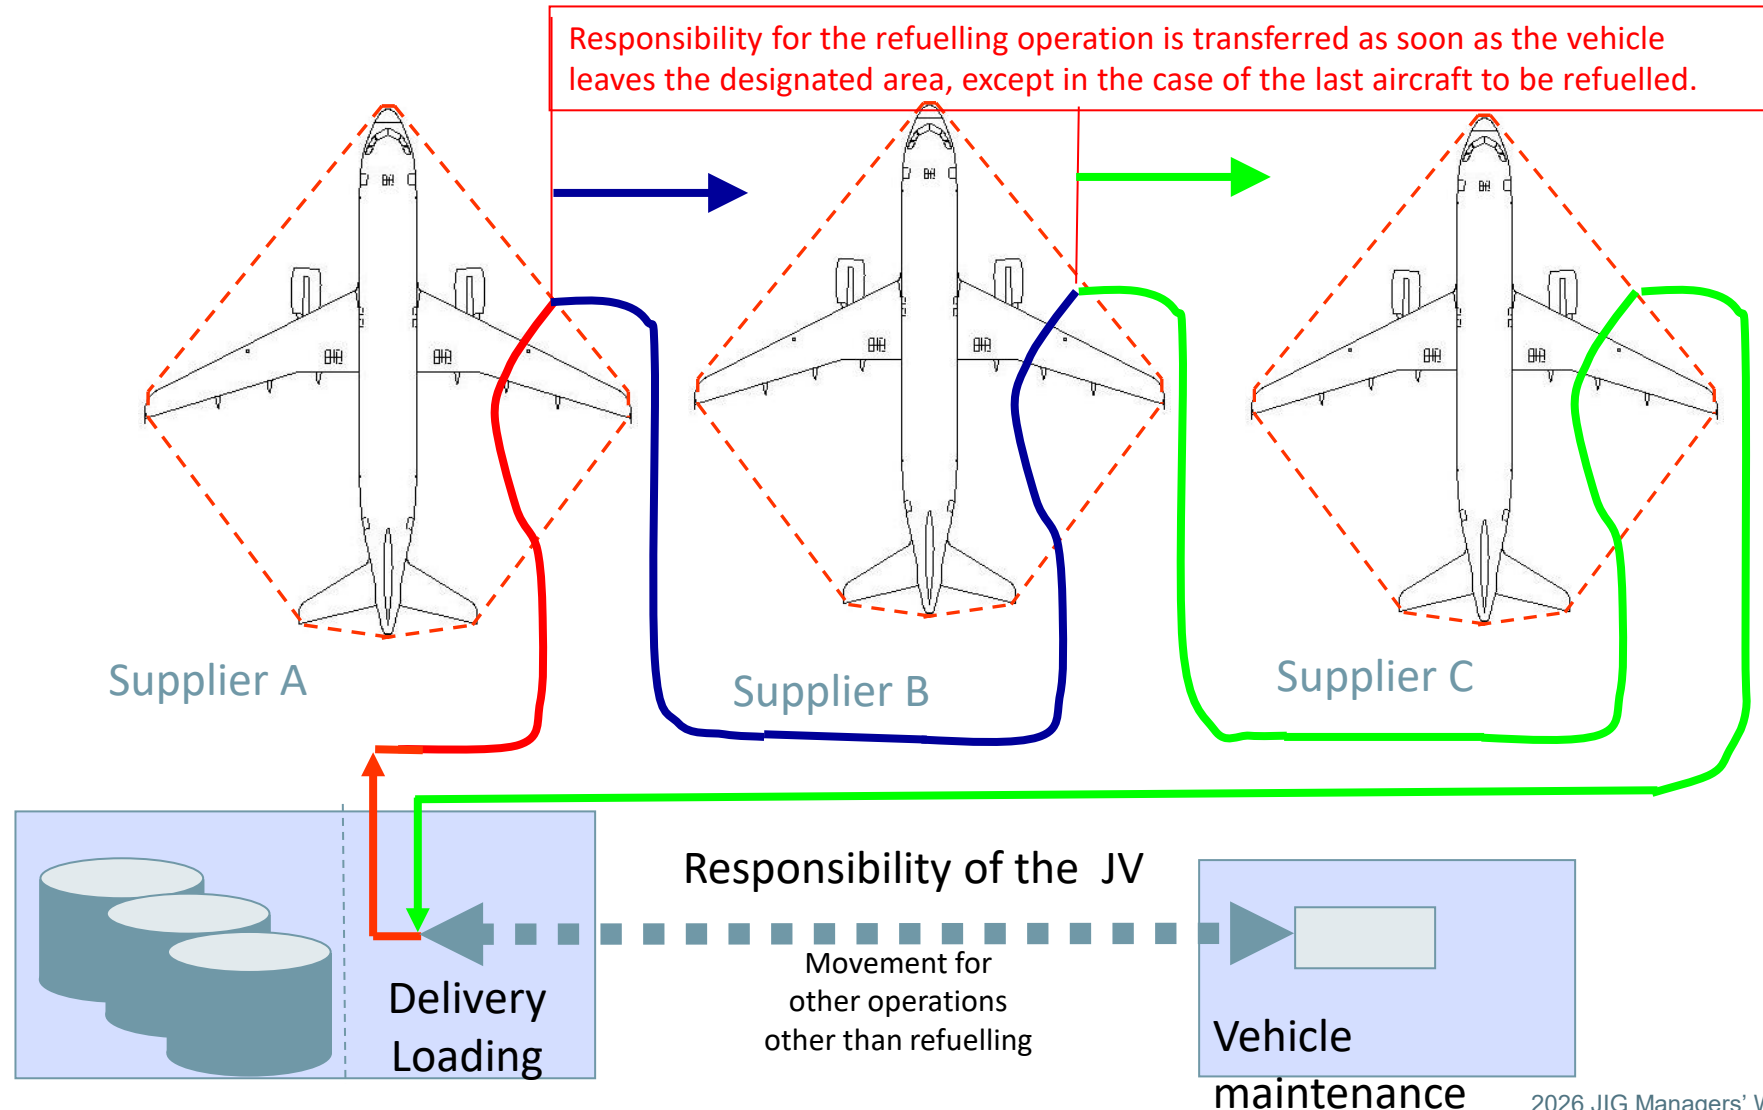 Responsibility for the refuelling operation is transferred as soon as the vehicle
leaves the designated area, except in the case of the last aircraft to be refuelled.
Supplier A
Supplier B
Supplier C
Responsibility of the JV
Movement for
other operations
other than refuelling
Delivery
Loading
Vehicle
maintenance
2026 JIG Managers'